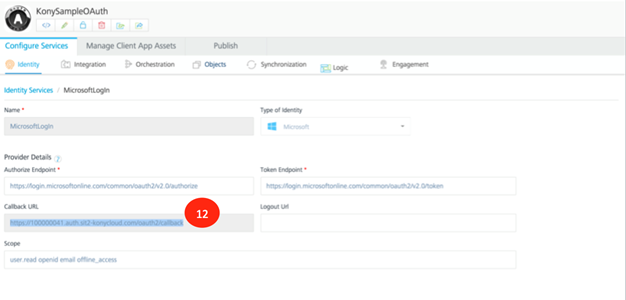 KonySampleOAuth
Configure Services Manage Client App Assets Publish
Identity Integration Orchestration Objects Synchronization Logic Engagement
Identity Services / MicrosoftLogIn
Name * Type of Identity
MicrosoftLogIn Microsoft
Provider Details ?
Authorize Endpoint * Token Endpoint *
https://login.microsoftonline.com/common/oauth2/v2.0/authorize https://login.microsoftonline.com/common/oauth2/v2.0/token
Callback URL Logout Url
https://100000041.auth.sit2-konycloud.com/oauth2/callback 12
Scope
user.read openid email offline_access